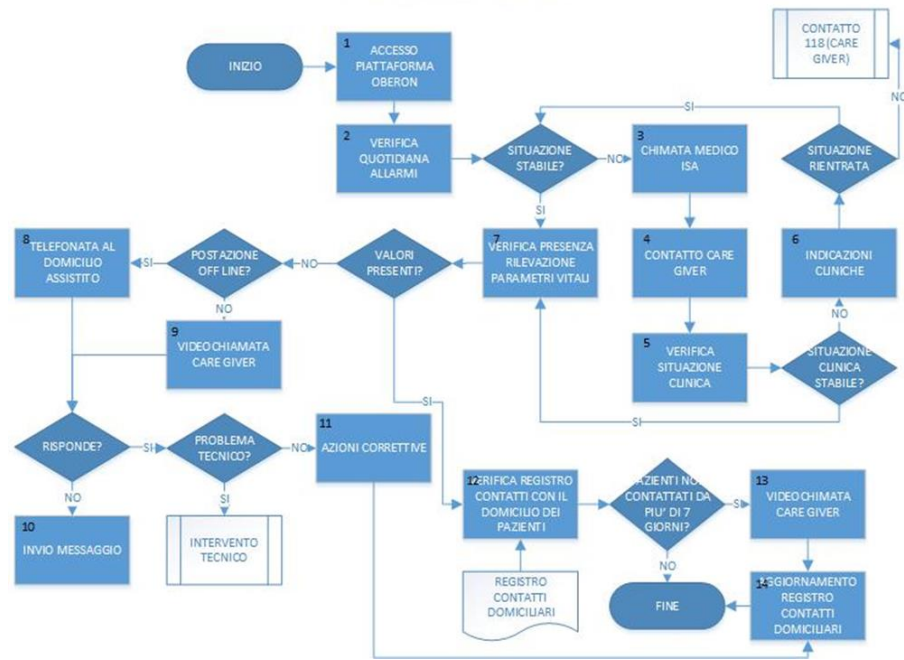 INIZIO
1
ACCESSO
PIATTAFORMA
OBERON
CONTATTO
118 (CARE
GIVER)
NO
SI
2
VERIFICA
QUOTIDIANA
ALLARMI
SITUAZIONE
STABILE?
NO
3
CHIMATA MEDICO
ISA
SITUAZIONE
RIENTRATA
SI
8
TELEFONATA AL
DOMICILIO
ASSISTITO
SI
POSTAZIONE
OFF LINE?
NO
VALORI
PRESENTI?
7
VERIFICA PRESENZA
RILEVAZIONE
PARAMETRI VITALI
4
CONTATTO CARE
GIVER
6
INDICAZIONI
CLINICHE
NO
NO
9
VIDEOCHIAMATA
CARE GIVER
5
VERIFICA
SITUAZIONE
CLINICA
SITUAZIONE
CLINICA
STABILE?
SI
SI
RISPONDE?
SI
PROBLEMA
TECNICO?
NO
11
AZIONI CORRETTIVE
NO
SI
10
INVIO MESSAGGIO
INTERVENTO
TECNICO
12
VERIFICA REGISTRO
CONTATTI CON IL
DOMICILIO DEI
PAZIENTI
CONTATTATI DA
PIU' DI 7
GIORNI?
SI
13
VIDEOCHIMATA
CARE GIVER
NO
REGISTRO
CONTATTI
DOMICILIARI
FINE
14
AGGIORNAMENTO
REGISTRO
CONTATTI
DOMICILIARI